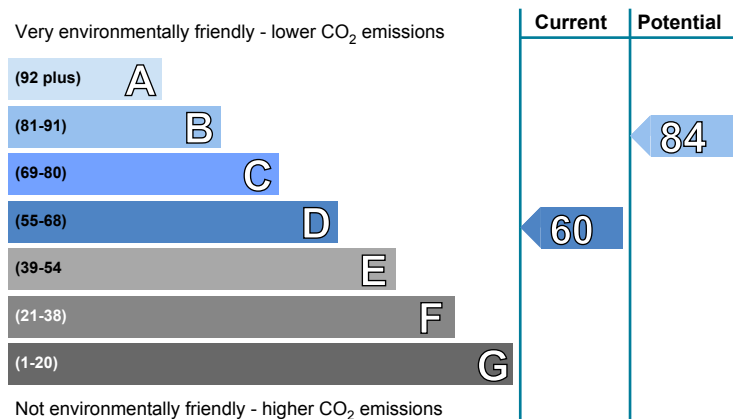 Current Potential
Very environmentally friendly - lower CO2 emissions
(92 plus) A
(81-91) B
84
(69-80) C
(55-68) D
60
(39-54 E
(21-38) F
(1-20) G
Not environmentally friendly - higher CO2 emissions